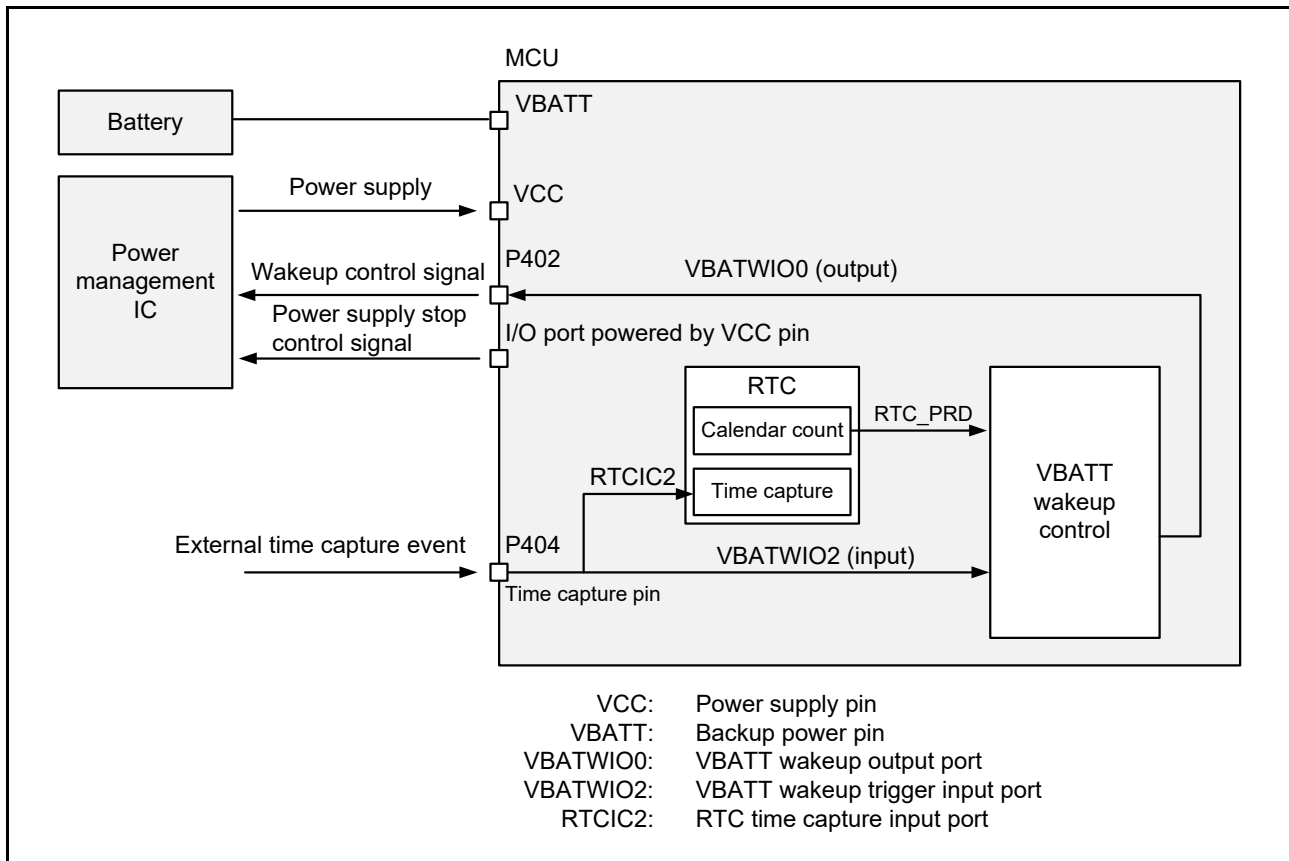 MCU
VBATT
Battery
Power supply
VCC
Power
management
IC
P402
Wakeup control signal
VBATWIO0 (output)
Power supply stop
control signal
I/O port powered by VCC pin
RTC
Calendar count
RTC_PRD
Time capture
RTCIC2
VBATT
wakeup
control
External time capture event
P404
VBATWIO2 (input)
Time capture pin
VCC: Power supply pin
VBATT: Backup power pin
VBATWIO0: VBATT wakeup output port
VBATWIO2: VBATT wakeup trigger input port
RTCIC2: RTC time capture input port